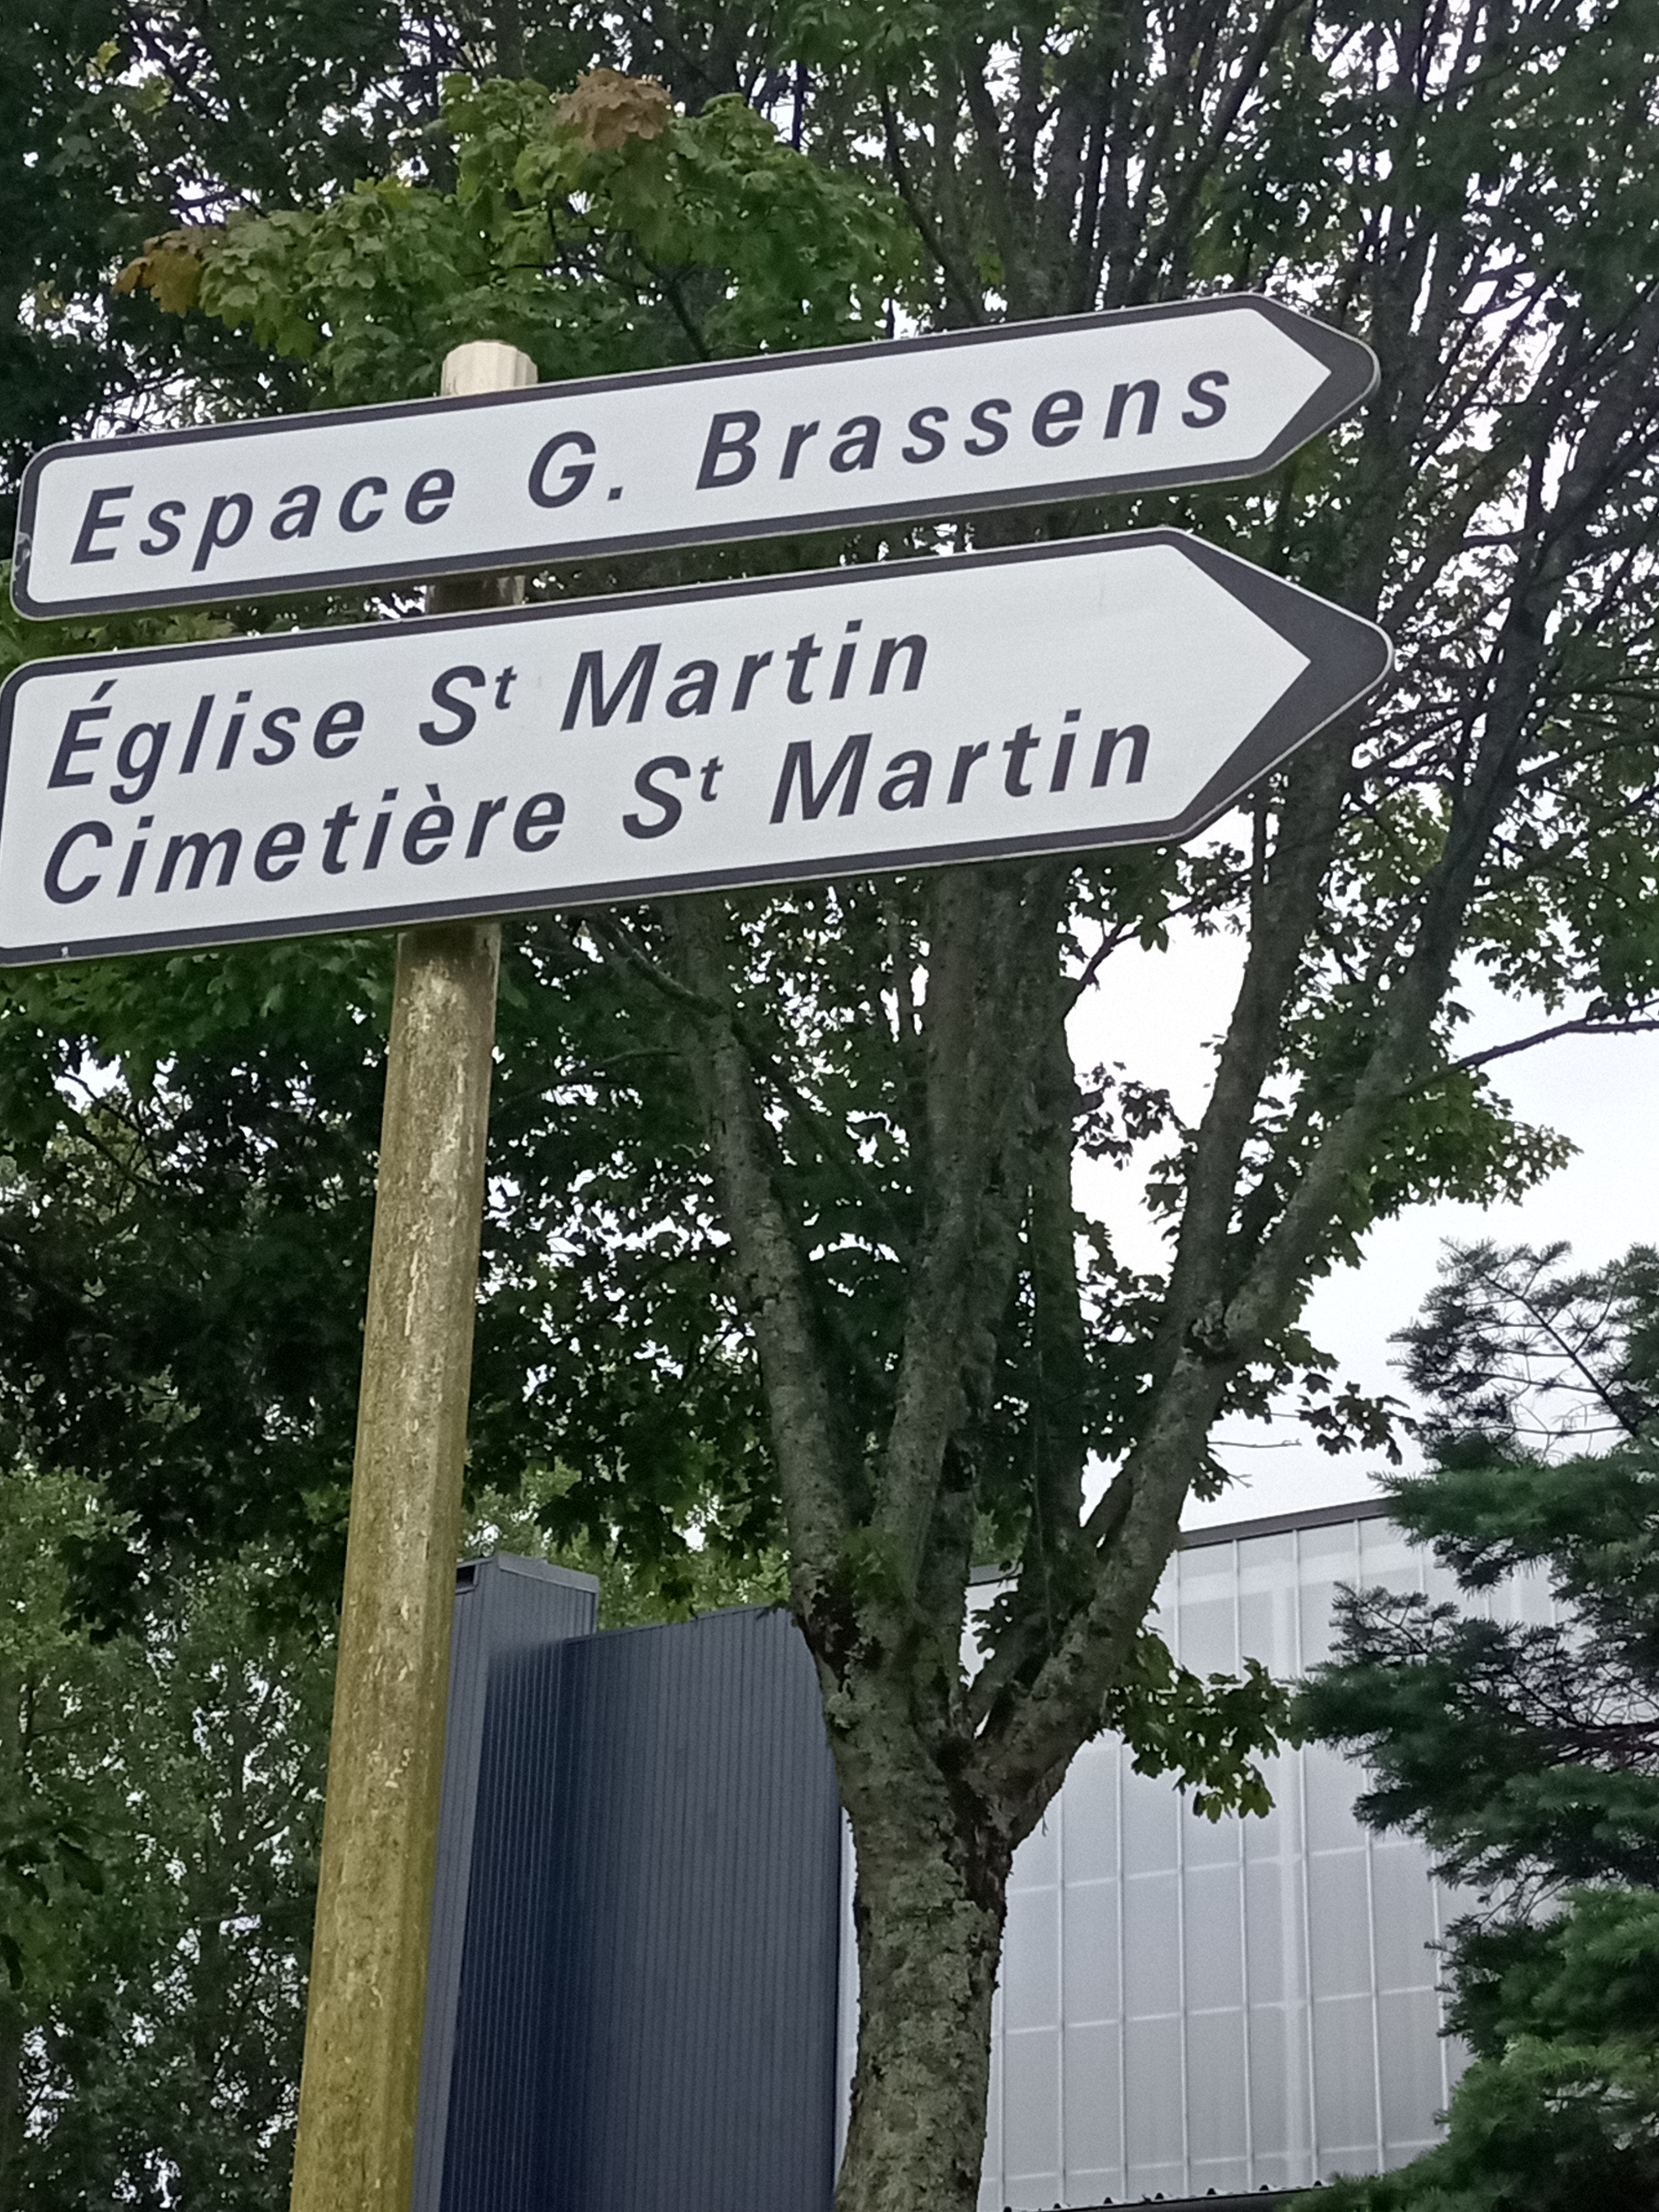 Espace G. Brassens
Église St Martin
Cimetière St Martin